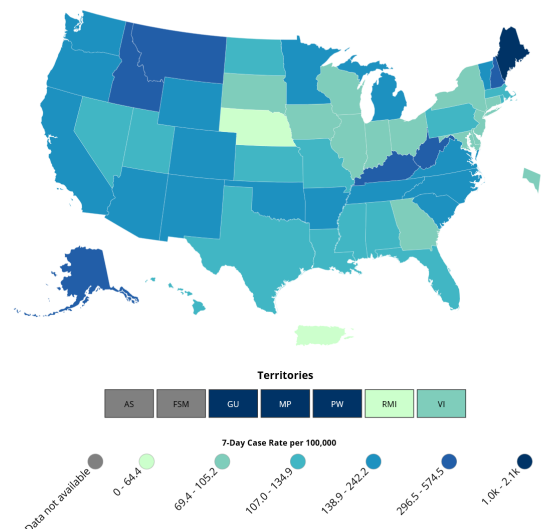 Territories
AS FSM GU MP PW RMI VI
7-Day Case Rate per 100,000
Data not available
0 - 64.4
69.4 - 105.2
107.0 - 134.9
138.9 - 242.2
296.5 - 574.5
1.0k - 2.1k